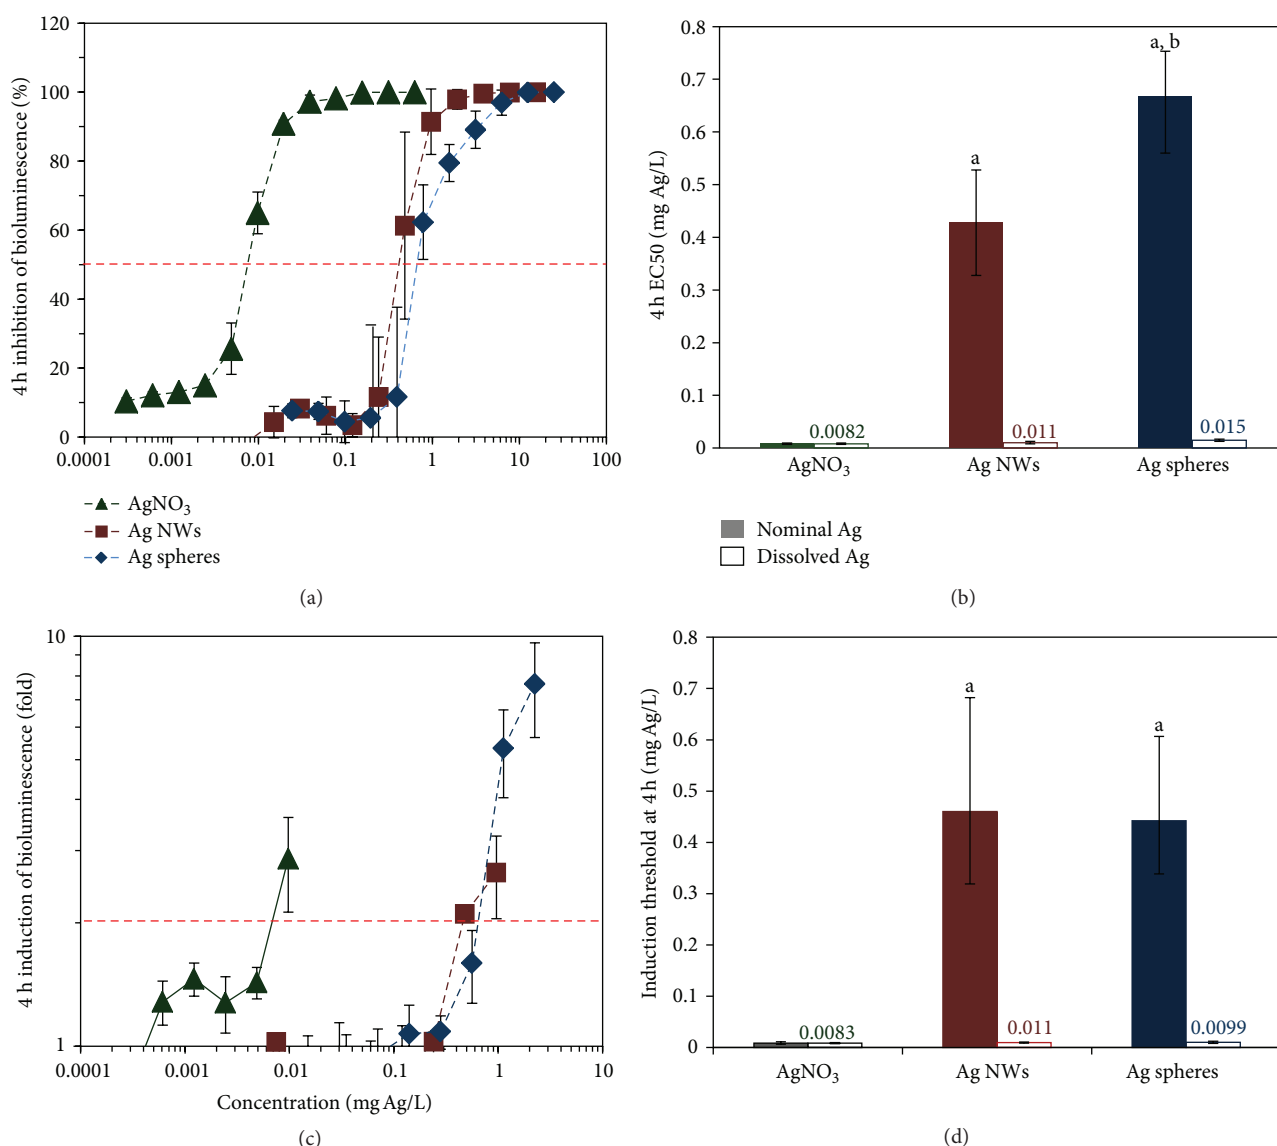 120
100
80
60
40
20
0
4 h inhibition of bioluminescence (%)
0.0001 0.001 0.01 0.1 1 10 100
AgNO3
Ag NWs
Ag spheres
(a)
0.8
0.7
0.6
0.5
0.4
0.3
0.2
0.1
0
4 h EC50 (mg Ag/L)
a
a, b
0.0082
0.011
0.015
AgNO3 Ag NWs Ag spheres
Nominal Ag
Dissolved Ag
(b)
10
1
4 h induction of bioluminescence (fold)
0.0001 0.001 0.01 0.1 1 10
Concentration (mg Ag/L)
(c)
0.8
0.7
0.6
0.5
0.4
0.3
0.2
0.1
0
Induction threshold at 4 h (mg Ag/L)
a
a
0.0083
0.011
0.0099
AgNO3 Ag NWs Ag spheres
(d)